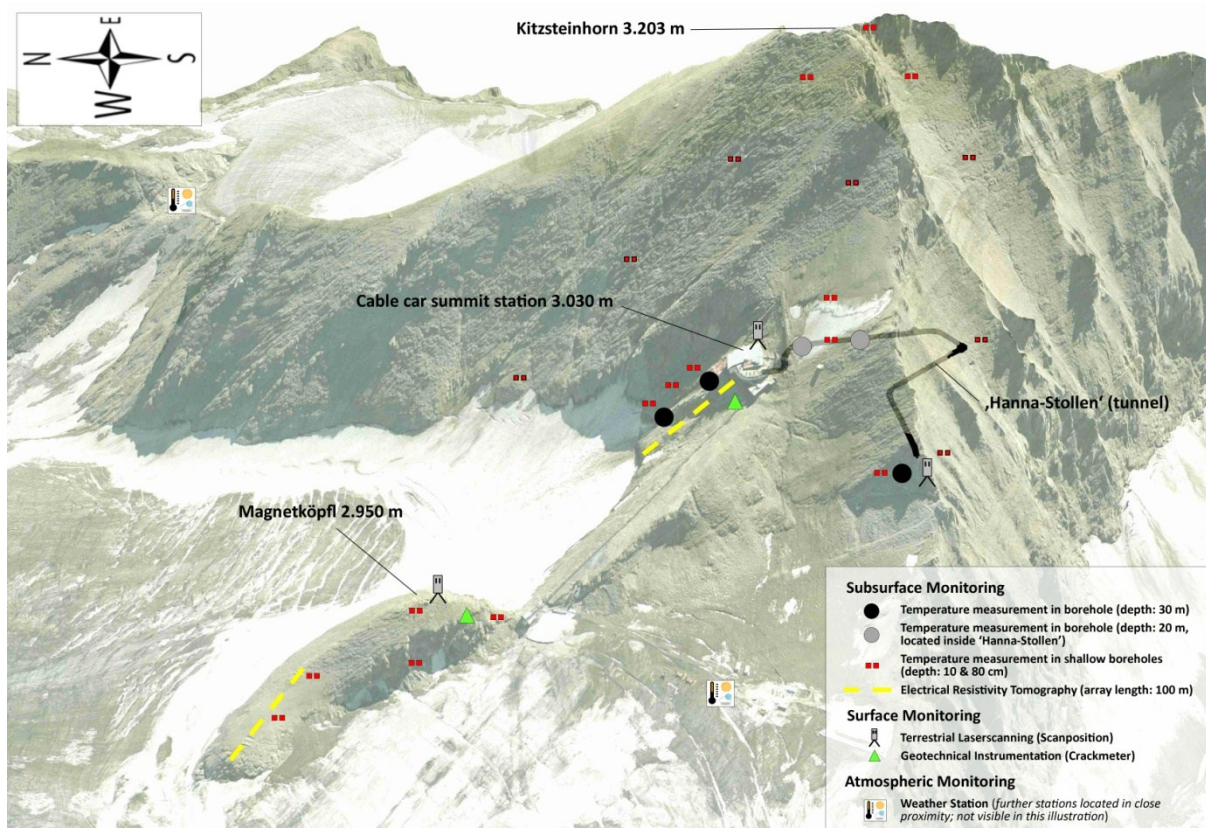 N
E
S
W
Kitzsteinhorn 3.203 m
Cable car summit station 3.030 m
‚Hanna-Stollen‘ (tunnel)
Magnetköpfl 2.950 m
Subsurface Monitoring
Temperature measurement in borehole (depth: 30 m)
Temperature measurement in borehole (depth: 20 m,
located inside ‘Hanna-Stollen’)
Temperature measurement in shallow boreholes
(depth: 10 & 80 cm)
Electrical Resistivity Tomography (array length: 100 m)
Surface Monitoring
Terrestrial Laserscanning (Scanposition)
Geotechnical Instrumentation (Crackmeter)
Atmospheric Monitoring
Weather Station (further stations located in close
proximity; not visible in this illustration)